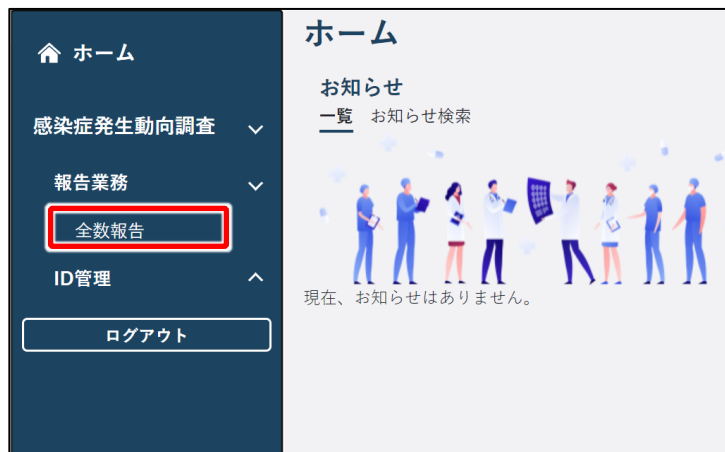 ホーム
感染症発生動向調査
報告業務
全数報告
ID管理
ログアウト
ホーム
お知らせ
一覧 お知らせ検索
現在、お知らせはありません。